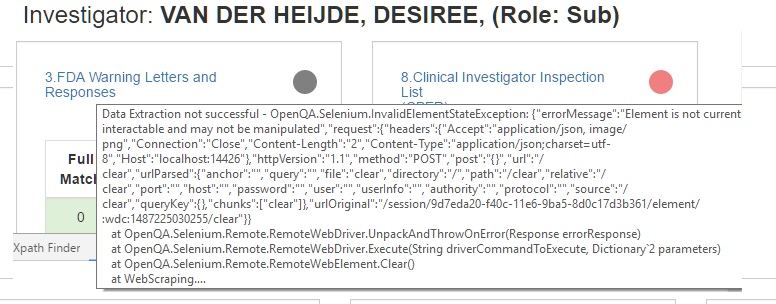 Investigator: VAN DER HEIJDE, DESIREE, (Role: Sub)
3.FDA Warning Letters and
Responses
8.Clinical Investigator Inspection
List
Full
Matc
0
Xpath Finder
Data Extraction not successful - OpenQA.Selenium.InvalidElementStateException: {"errorMessage":"Element is not current
interactable and may not be manipulated","request":{"headers":{"Accept":"application/json, image/
png","Connection":"Close","Content-Length":"2","Content-Type":"application/json;charset=utf-
8","Host":"localhost:14426"},"httpVersion":"1.1","method":"POST","post":"{}","url":"/
clear","urlParsed":{"anchor":"","query":"","file":"clear","directory":"/","path":"/clear","relative":"/
clear","port":"","host":"","password":"","user":"","userInfo":"","authority":"","protocol":"","source":"/
clear","queryKey":{},"chunks":["clear"]},"urlOriginal":"/session/9d7eda20-f40c-11e6-9ba5-8d0c17d3b361/element/
:wdc:1487225030255/clear"}}
at OpenQA.Selenium.Remote.RemoteWebDriver.UnpackAndThrowOnError(Response errorResponse)
at OpenQA.Selenium.Remote.RemoteWebDriver.Execute(String driverCommandToExecute, Dictionary`2 parameters)
at OpenQA.Selenium.Remote.RemoteWebElement.Clear()
at WebScraping....